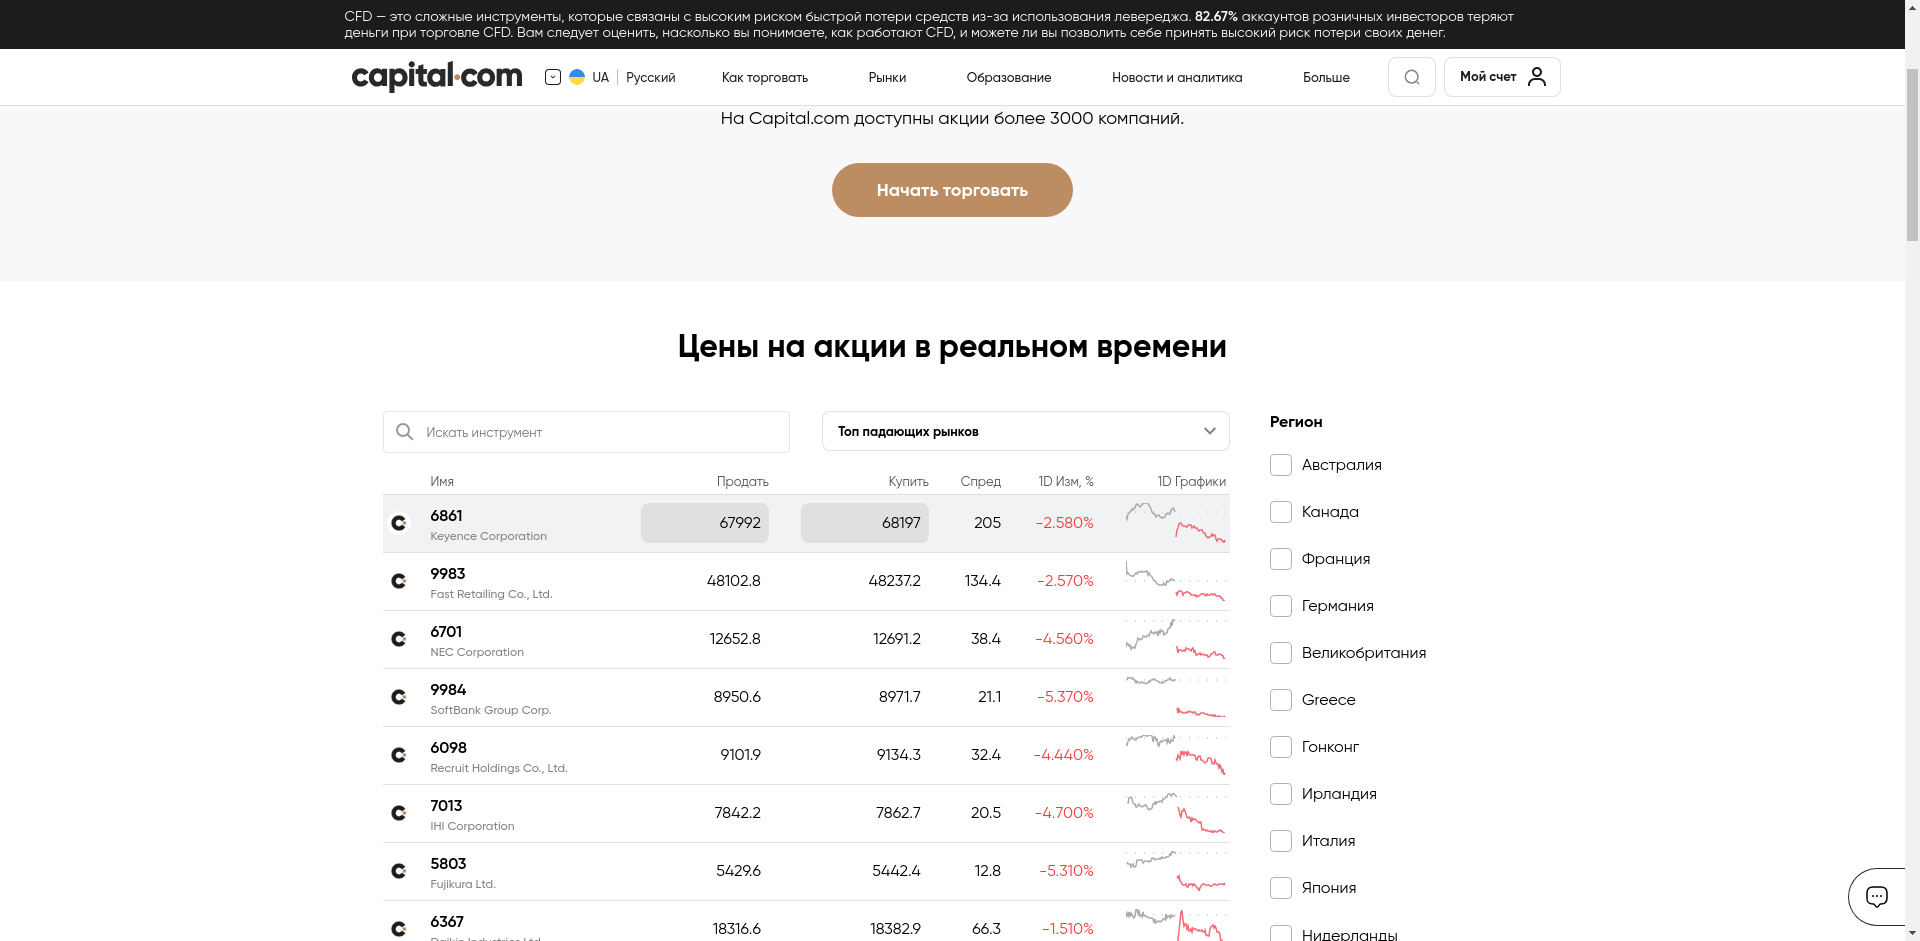 CFD — это сложные инструменты, которые связаны с высоким риском быстрой потери средств из-за использования левереджа. 82.67% аккаунтов розничных инвесторов теряют
деньги при торговле CFD. Вам следует оценить, насколько вы понимаете, как работают CFD, и можете ли вы позволить себе принять высокий риск потери своих денег.
capital.com UA Русский Как торговать Рынки Образование Новости и аналитика Больше Мой счет
На Capital.com доступны акции более 3000 компаний.
Начать торговать
Цены на акции в реальном времени
Искать инструмент
Топ падающих рынков
Имя Продать Купить Спред 1D Изм, % 1D Графики
6861 67992 68197 205 -2.580%
Keyence Corporation
9983 48102.8 48237.2 134.4 -2.570%
Fast Retailing Co., Ltd.
6701 12652.8 12691.2 38.4 -4.560%
NEC Corporation
9984 8950.6 8971.7 21.1 -5.370%
SoftBank Group Corp.
6098 9101.9 9134.3 32.4 -4.440%
Recruit Holdings Co., Ltd.
7013 7842.2 7862.7 20.5 -4.700%
IHI Corporation
5803 5429.6 5442.4 12.8 -5.310%
Fujikura Ltd.
6367 18316.6 18382.9 66.3 -1.510%
Daikin Industries Ltd.
Регион
Австралия
Канада
Франция
Германия
Великобритания
Greece
Гонконг
Ирландия
Италия
Япония
Нидерланды